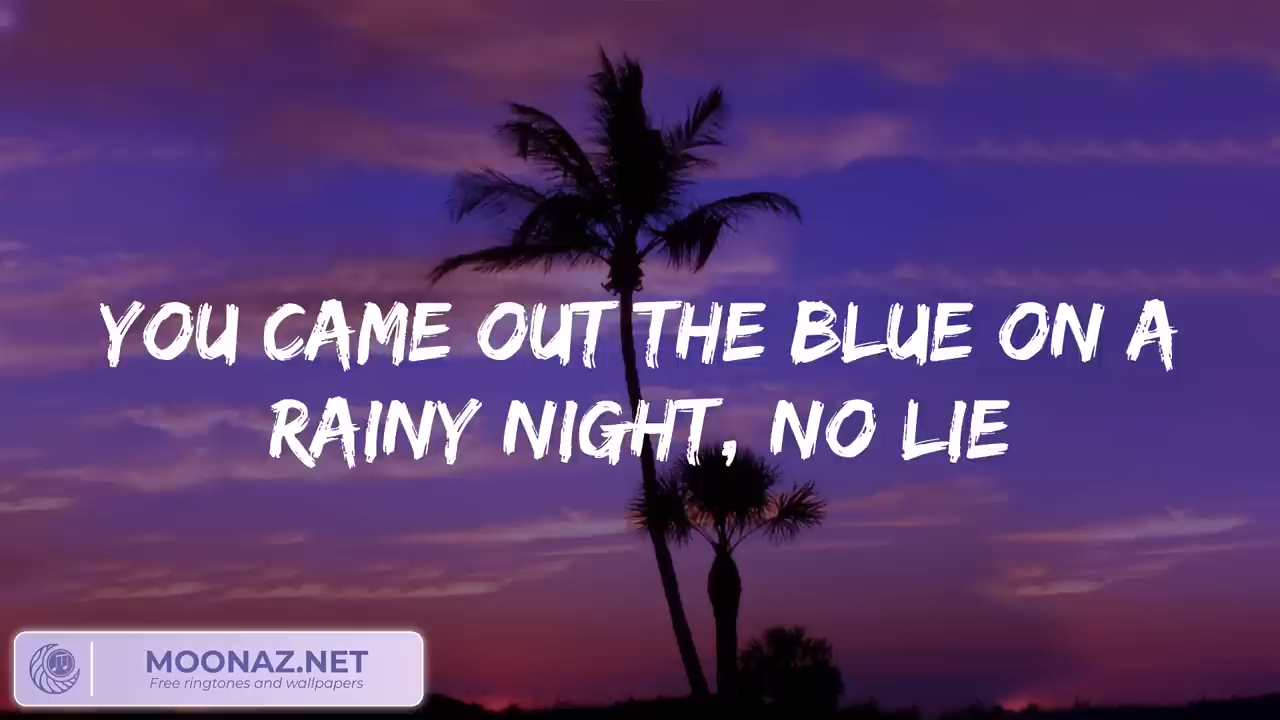 YOU CAME OUT THE BLUE ON A
RAINY NIGHT, NO LIE
MOONAZ.NET
Free ringtones and wallpapers